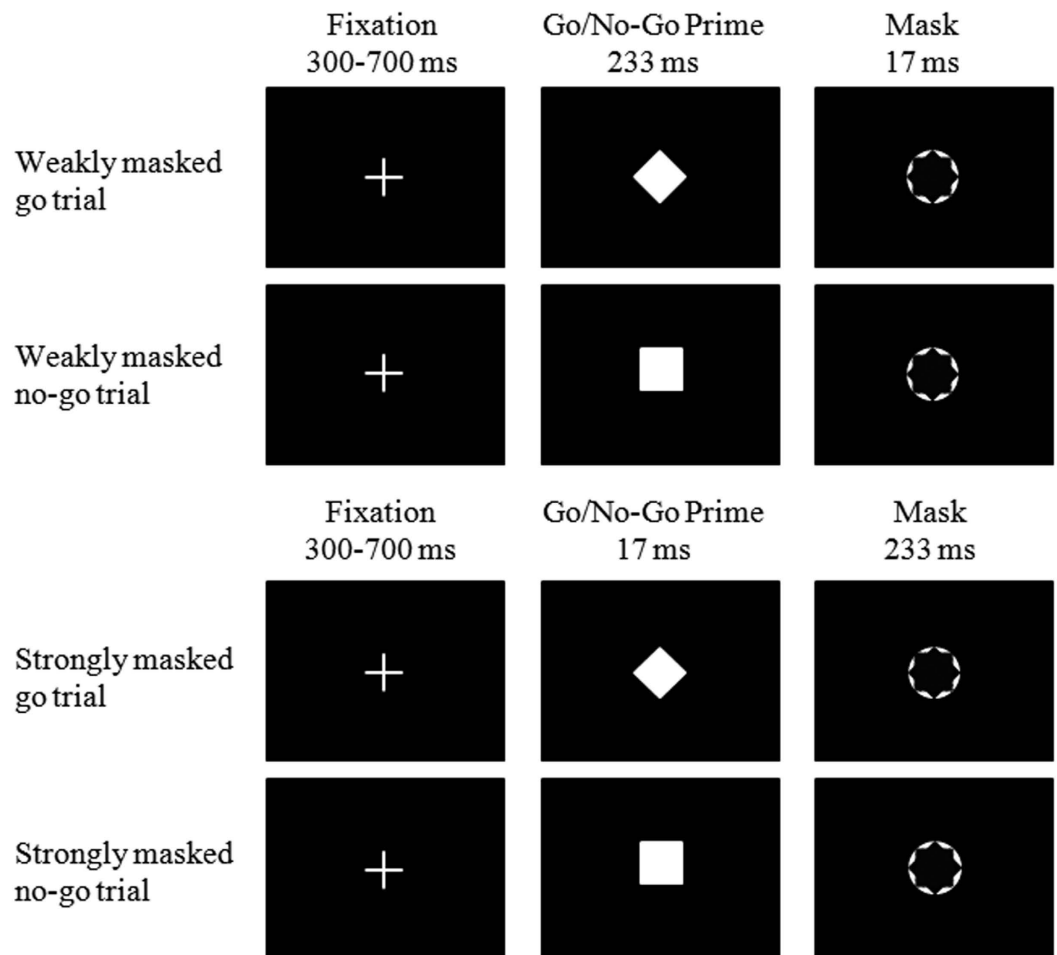 Fixation
300-700 ms
Go/No-Go Prime
233 ms
Mask
17 ms
Weakly masked
go trial
Weakly masked
no-go trial
Fixation
300-700 ms
Go/No-Go Prime
17 ms
Mask
233 ms
Strongly masked
go trial
Strongly masked
no-go trial